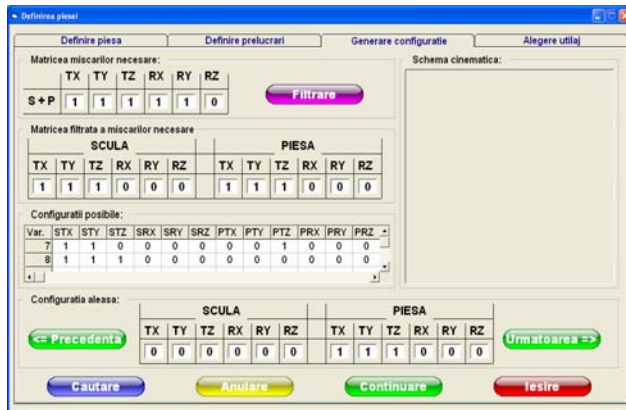 Definirea piesei
Definire piesa Definire prelucrari Generare configuratie Alegere utilaj
Matricea miscarilor necesare:
TX TY TZ RX RY RZ
S+P 1 1 1 1 1 0
Filtrare
Schema cinematica:
Matricea filtrata a miscarilor necesare
SCULA PIESA
TX TY TZ RX RY RZ TX TY TZ RX RY RZ
1 1 1 0 0 0 1 1 1 0 0 0
Configuratii posibile:
Var. STX STY STZ SRX SRY SRZ PTX PTY PTZ PRX PRY PRZ
7 1 1 0 0 0 0 0 0 1 0 0 0
8 1 1 1 0 0 0 0 0 0 0 0 0
Configuratia aleasa:
SCULA PIESA
TX TY TZ RX RY RZ TX TY TZ RX RY RZ
<= Precedenta 0 0 0 0 0 0 1 1 1 0 0 0 Urmatoarea =>
Cautare Anulare Continuare Iesire